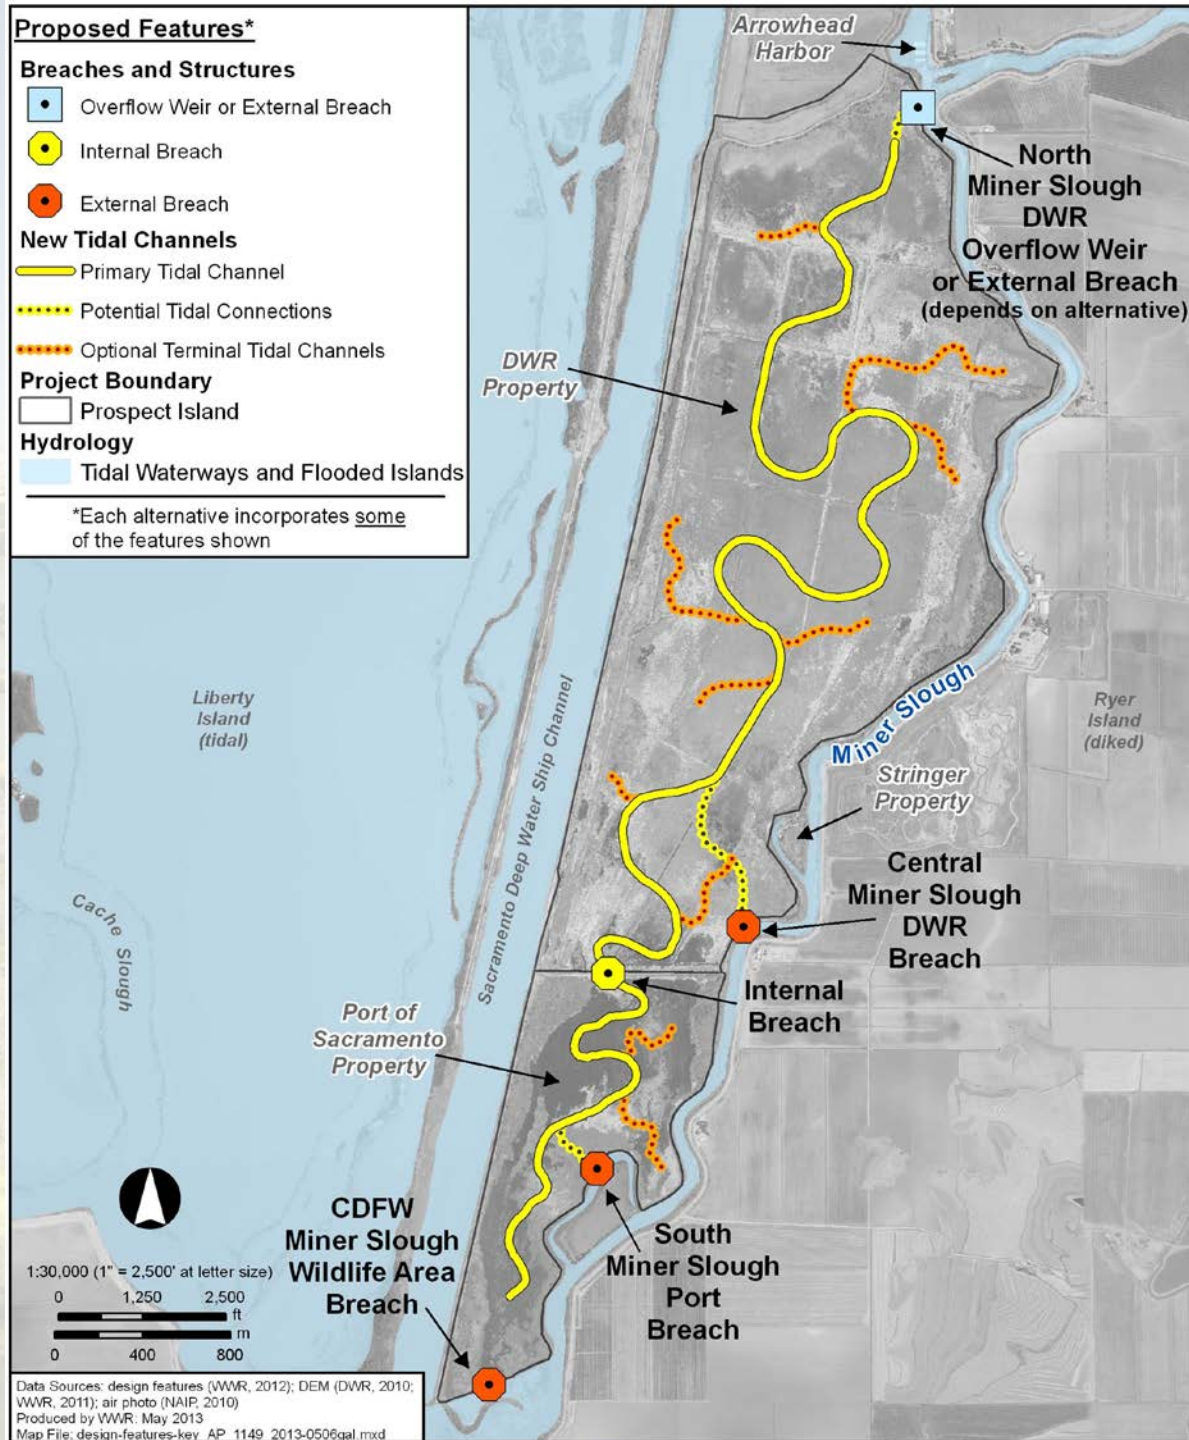 Proposed Features*
Breaches and Structures
Overflow Weir or External Breach
Internal Breach
External Breach
New Tidal Channels
Primary Tidal Channel
Potential Tidal Connections
Optional Terminal Tidal Channels
Project Boundary
Prospect Island
Hydrology
Tidal Waterways and Flooded Islands
*Each alternative incorporates some
of the features shown
Arrowhead
Harbor
North
Miner Slough
DWR
Overflow Weir
or External Breach
(depends on alternative)
DWR
Property
Liberty
Island
(tidal)
Sacramento Deep Water Ship Channel
Miner Slough
Ryer
Island
(diked)
Stringer
Property
Cache Slough
Central
Miner Slough
DWR
Breach
Internal
Breach
Port of
Sacramento
Property
CDFW
Miner Slough
Wildlife Area
Breach
South
Miner Slough
Port
Breach
1:30,000 (1" = 2,500' at letter size)
0 1,250 2,500
ft
m
0 400 800
Data Sources: design features (WWR, 2012); DEM (DWR, 2010;
WWR, 2011); air photo (NAIP, 2010)
Produced by WWR: May 2013
Map File: design-features-key_AP_1149_2013-0506gal.mxd